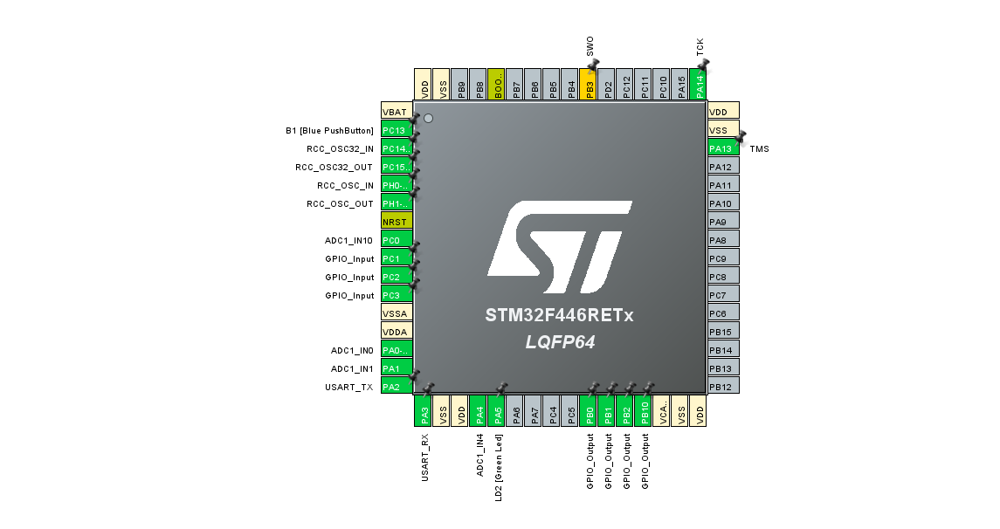 SWO
TCK
VDD
VSS
PB9
PB8
BOO..
PB7
PB6
PB5
PB4
PB3
PD2
PC12
PC11
PC10
PA15
PA14
VBAT
VDD
B1 [Blue PushButton] PC13
VSS
RCC_OSC32_IN PC14..
PA13 TMS
RCC_OSC32_OUT PC15..
PA12
RCC_OSC_IN PH0-..
PA11
RCC_OSC_OUT PH1-..
PA10
NRST
PA9
ADC1_IN10 PC0
PA8
GPIO_Input PC1
PC9
GPIO_Input PC2
PC8
GPIO_Input PC3
PC7
VSSA
PC6
VDDA
PB15
ADC1_IN0 PA0-..
PB14
ADC1_IN1 PA1
PB13
USART_TX PA2
PB12
ST
STM32F446RETx
LQFP64
PA3
VSS
VDD
PA4
PA5
PA6
PA7
PC4
PC5
PB0
PB1
PB2
PB10
VCA..
VSS
VDD
USART_RX
ADC1_IN4
LD2 [Green Led]
GPIO_Output
GPIO_Output
GPIO_Output
GPIO_Output